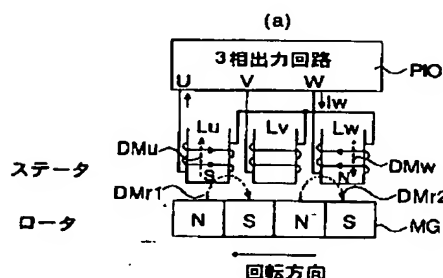 (a)
3相出力回路
U V W
PIO
Iw
Lu Lv Lw
DMu
DMw
S N
ステータ
DMr1
DMr2
ロータ
N S N S
MG
回転方向